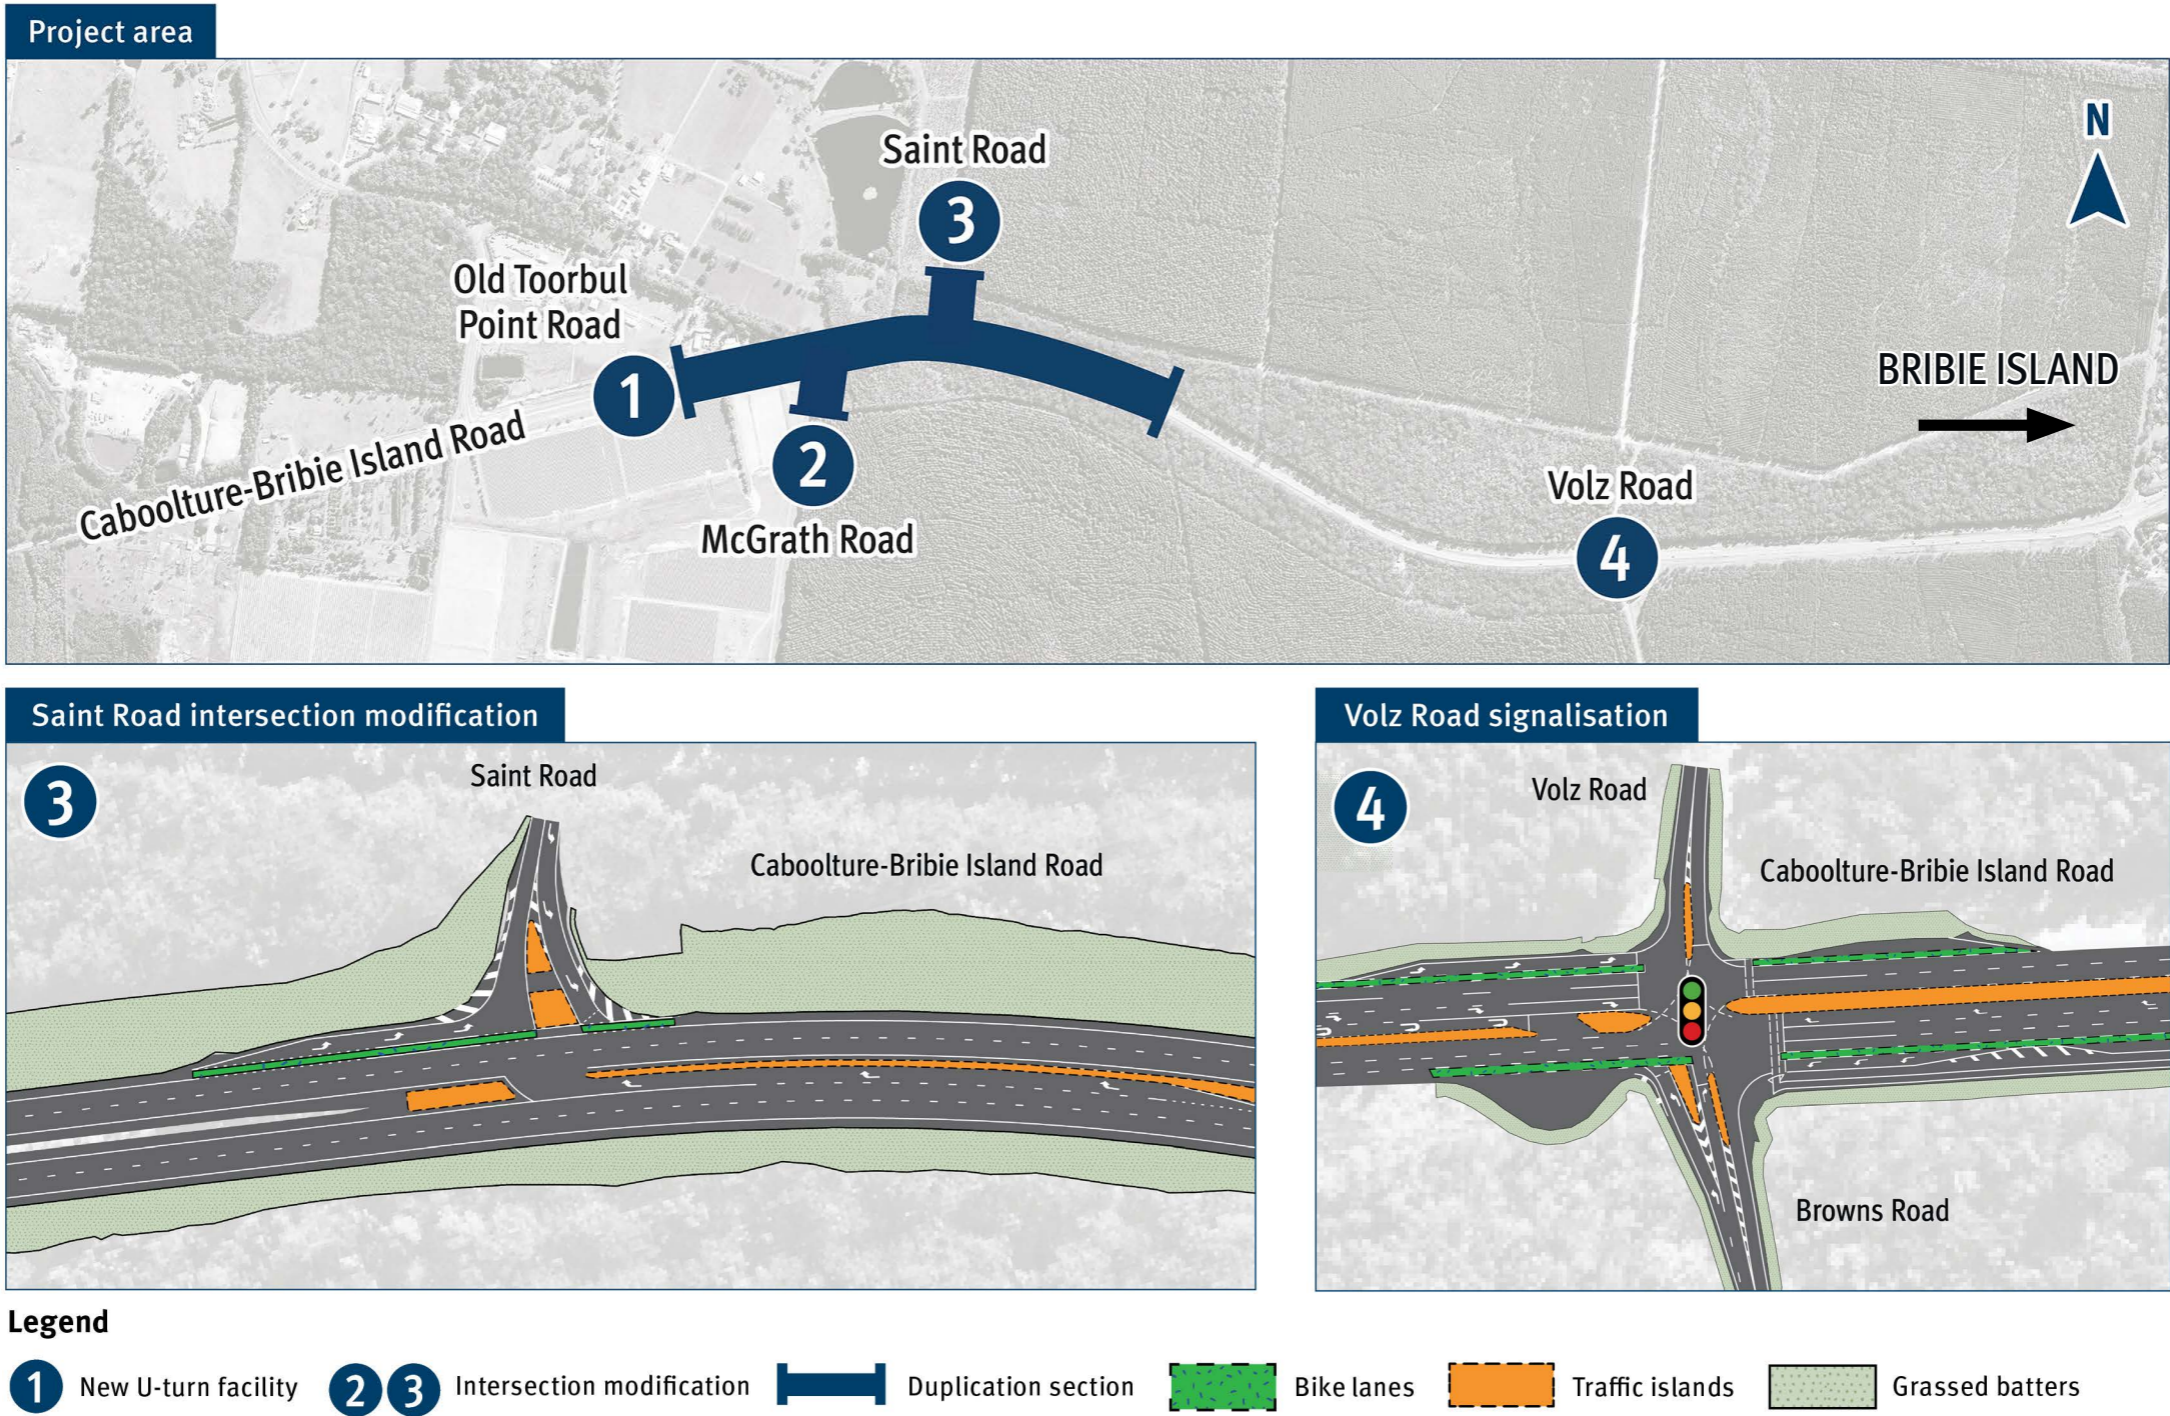 Project area
N
Saint Road
3
Old Toorbul
Point Road
1
Caboolture-Bribie Island Road
2
McGrath Road
BRIBIE ISLAND
Volz Road
4
Saint Road intersection modification
3
Saint Road
Caboolture-Bribie Island Road
Volz Road signalisation
4
Volz Road
Caboolture-Bribie Island Road
Browns Road
Legend
1 New U-turn facility
2 3 Intersection modification
Duplication section
Bike lanes
Traffic islands
Grassed batters